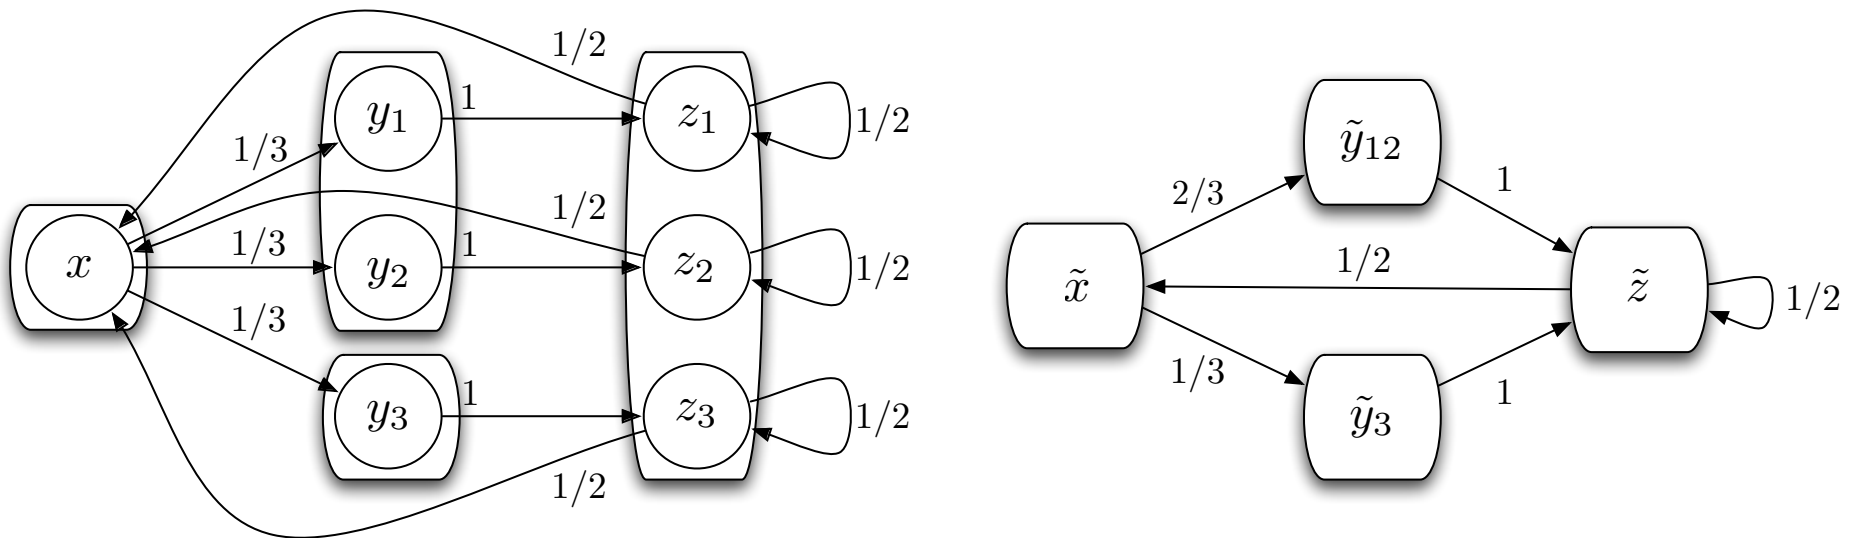 1/2
y₁
1
z₁
1/2
1/3
x
1/3
y₂
1/2
1
z₂
1/2
1/3
y₃
1
z₃
1/2
1/2
ỹ₁₂
2/3
1
x̃
1/2
z̃
1/2
1/3
ỹ₃
1